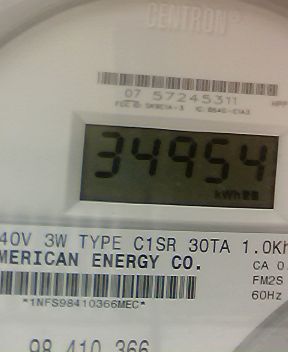 CENTRON
07 57245311
34954
kWh
40V 3W TYPE C1SR 30TA 1.0Kh
MERICAN ENERGY CO.
CA 0.
FM2S
*1NFS98410366MEC*
60Hz
98 410 366